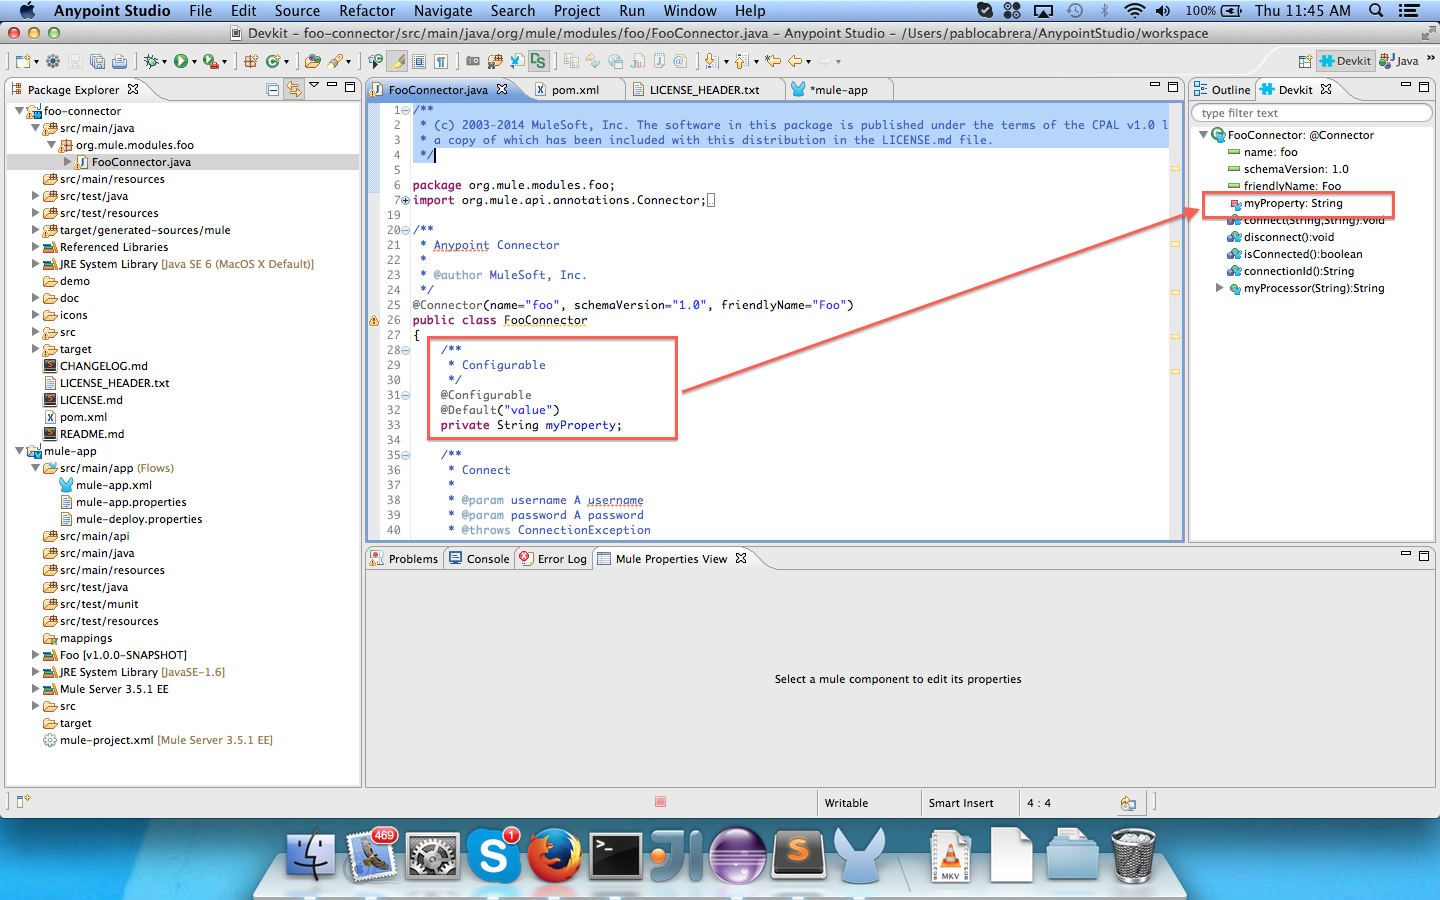 Anypoint Studio File Edit Source Refactor Navigate Search Project Run Window Help 100% Thu 11:45 AM
Devkit – foo-connector/src/main/java/org/mule/modules/foo/FooConnector.java – Anypoint Studio – /Users/pablocabrera/AnypointStudio/workspace
Devkit Java »
Package Explorer
foo-connector
src/main/java
org.mule.modules.foo
FooConnector.java
src/main/resources
src/test/java
src/test/resources
target/generated-sources/mule
Referenced Libraries
JRE System Library [Java SE 6 (MacOS X Default)]
demo
doc
icons
src
target
CHANGELOG.md
LICENSE_HEADER.txt
LICENSE.md
pom.xml
README.md
mule-app
src/main/app (Flows)
mule-app.xml
mule-app.properties
mule-deploy.properties
src/main/api
src/main/java
src/main/resources
src/test/java
src/test/munit
src/test/resources
mappings
Foo [v1.0.0-SNAPSHOT]
JRE System Library [JavaSE-1.6]
Mule Server 3.5.1 EE
src
target
mule-project.xml [Mule Server 3.5.1 EE]
FooConnector.java pom.xml LICENSE_HEADER.txt *mule-app
1 /**
2 * (c) 2003-2014 MuleSoft, Inc. The software in this package is published under the terms of the CPAL v1.0 l
3 * a copy of which has been included with this distribution in the LICENSE.md file.
4 */
5
6 package org.mule.modules.foo;
7 import org.mule.api.annotations.Connector;
19
20 /**
21 * Anypoint Connector
22 *
23 * @author MuleSoft, Inc.
24 */
25 @Connector(name="foo", schemaVersion="1.0", friendlyName="Foo")
26 public class FooConnector
27 {
28 /**
29 * Configurable
30 */
31 @Configurable
32 @Default("value")
33 private String myProperty;
34
35 /**
36 * Connect
37 *
38 * @param username A username
39 * @param password A password
40 * @throws ConnectionException
Outline Devkit
type filter text
FooConnector: @Connector
name: foo
schemaVersion: 1.0
friendlyName: Foo
myProperty: String
connect(String,String):void
disconnect():void
isConnected():boolean
connectionId():String
myProcessor(String):String
Problems Console Error Log Mule Properties View
Select a mule component to edit its properties
Writable Smart Insert 4 : 4
469
1
MKV